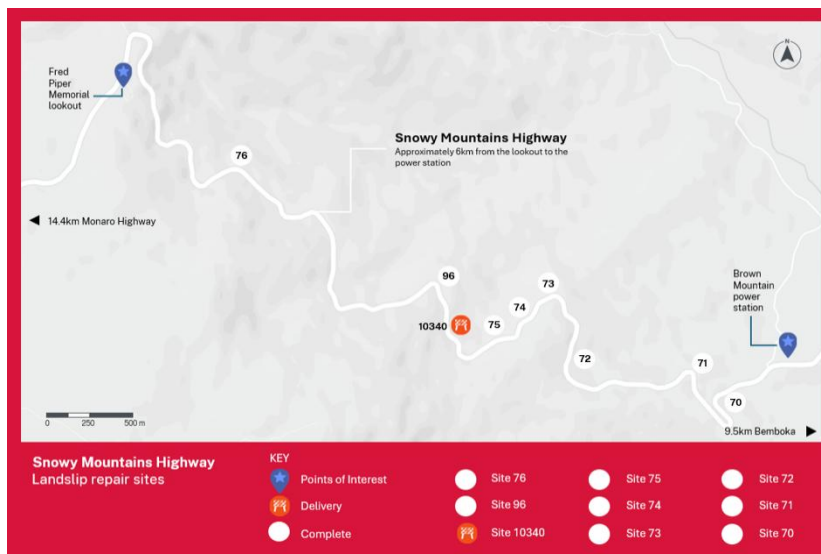 N
Fred
Piper
Memorial
lookout
76
Snowy Mountains Highway
Approximately 6km from the lookout to the
power station
14.4km Monaro Highway
96
73
Brown
Mountain
power
station
74
10340
75
72
71
70
0 250 500 m
9.5km Bemboka
Snowy Mountains Highway
Landslip repair sites
KEY
Points of Interest
Delivery
Complete
Site 76
Site 96
Site 10340
Site 75
Site 74
Site 73
Site 72
Site 71
Site 70